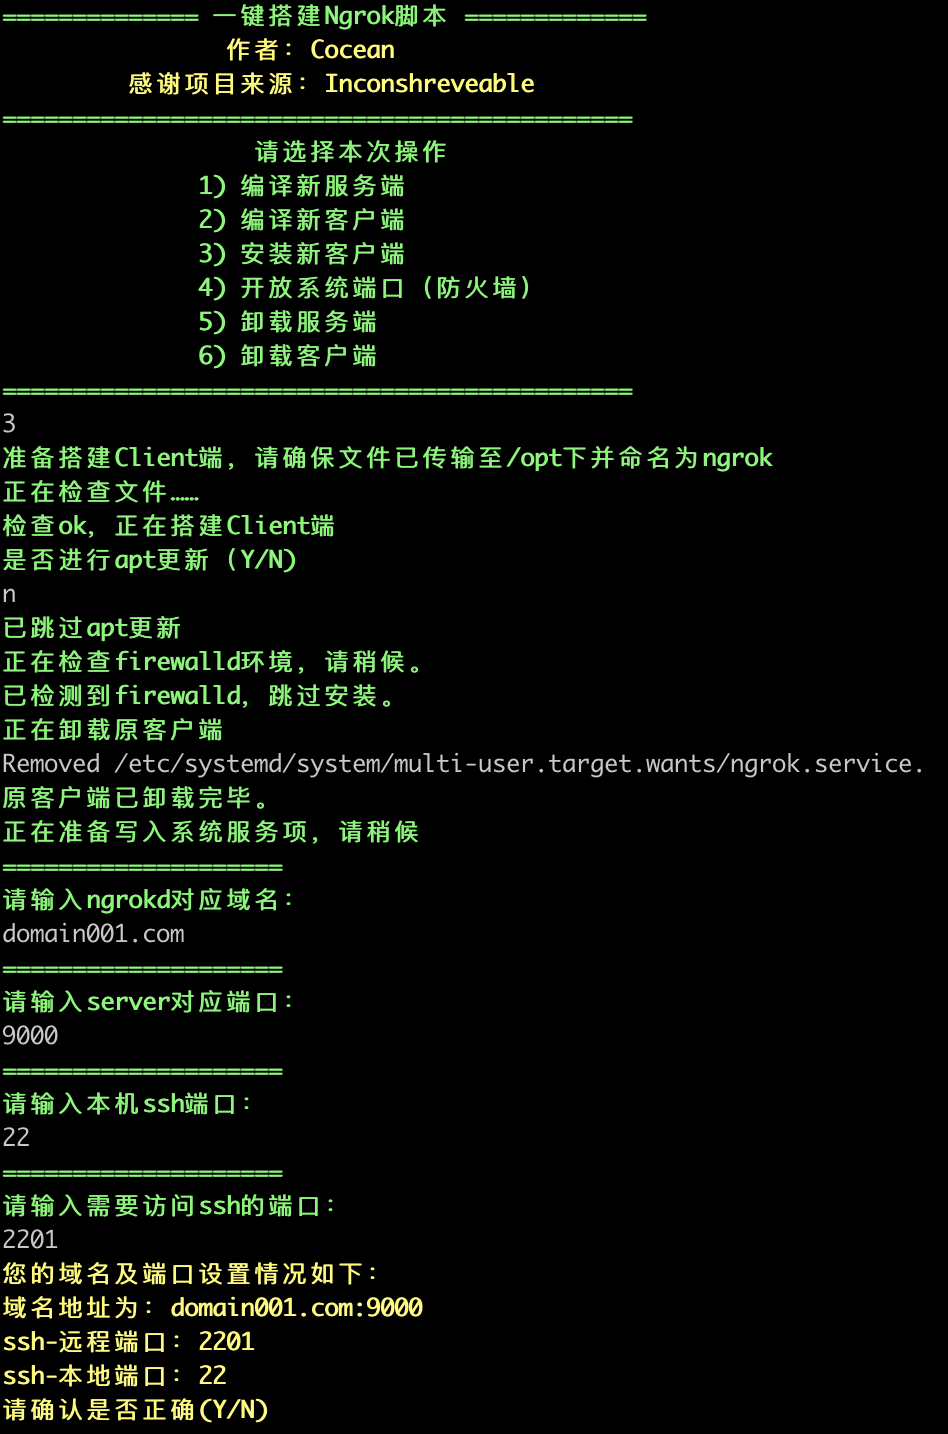 ============== 一键搭建Ngrok脚本 =============
作者：Cocean
感谢项目来源：Inconshreveable
=============================================
请选择本次操作
1) 编译新服务端
2) 编译新客户端
3) 安装新客户端
4) 开放系统端口（防火墙）
5) 卸载服务端
6) 卸载客户端
=============================================
3
准备搭建Client端，请确保文件已传输至/opt下并命名为ngrok
正在检查文件……
检查ok，正在搭建Client端
是否进行apt更新（Y/N)
n
已跳过apt更新
正在检查firewalld环境，请稍候。
已检测到firewalld，跳过安装。
正在卸载原客户端
Removed /etc/systemd/system/multi-user.target.wants/ngrok.service.
原客户端已卸载完毕。
正在准备写入系统服务项，请稍候
====================
请输入ngrokd对应域名：
domain001.com
====================
请输入server对应端口：
9000
====================
请输入本机ssh端口：
22
====================
请输入需要访问ssh的端口：
2201
您的域名及端口设置情况如下：
域名地址为：domain001.com:9000
ssh-远程端口：2201
ssh-本地端口：22
请确认是否正确(Y/N)